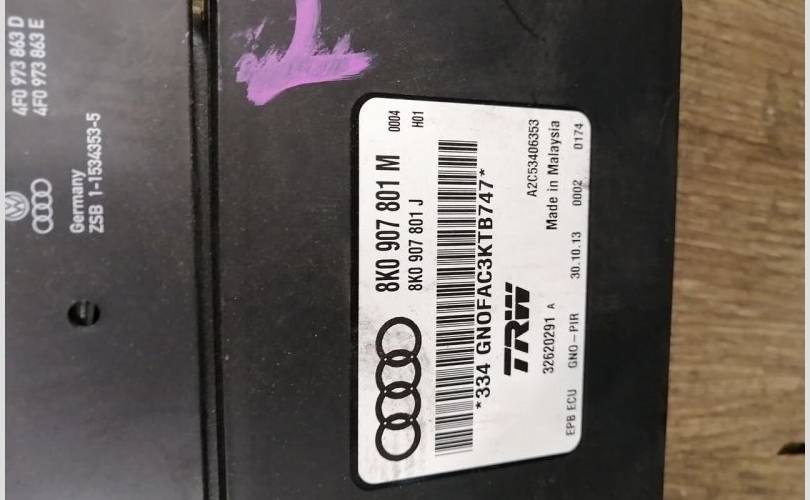 4F0 973 863 D
4F0 973 863 E
Germany
ZSB 1-1534353-5
8K0 907 801 M 0004
8K0 907 801 J H01
*334 GNOFAC3KTB747*
TRW A2C53406353
32620291 A Made in Malaysia
EPB ECU GNO-PIR 30.10.13 0002 0174